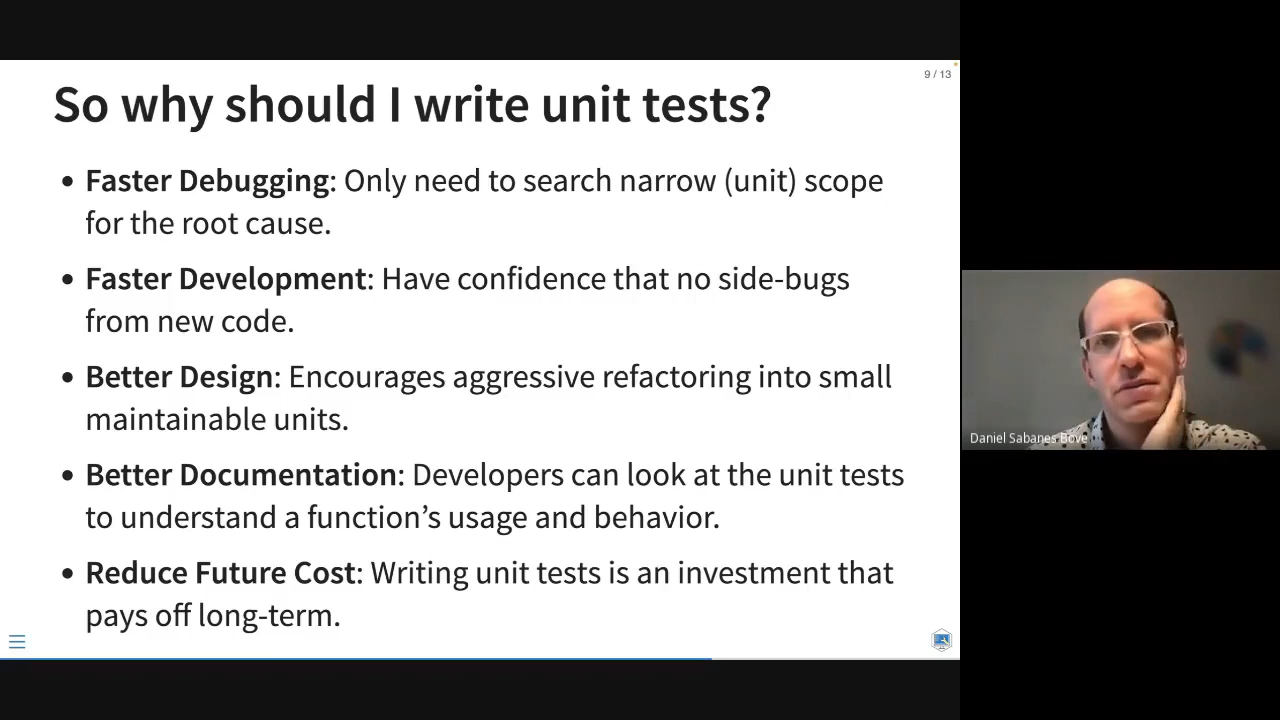 9 / 13
So why should I write unit tests?
• Faster Debugging: Only need to search narrow (unit) scope
for the root cause.
• Faster Development: Have confidence that no side-bugs
from new code.
• Better Design: Encourages aggressive refactoring into small
maintainable units.
• Better Documentation: Developers can look at the unit tests
to understand a function’s usage and behavior.
• Reduce Future Cost: Writing unit tests is an investment that
pays off long-term.
Daniel Sabanes Bove